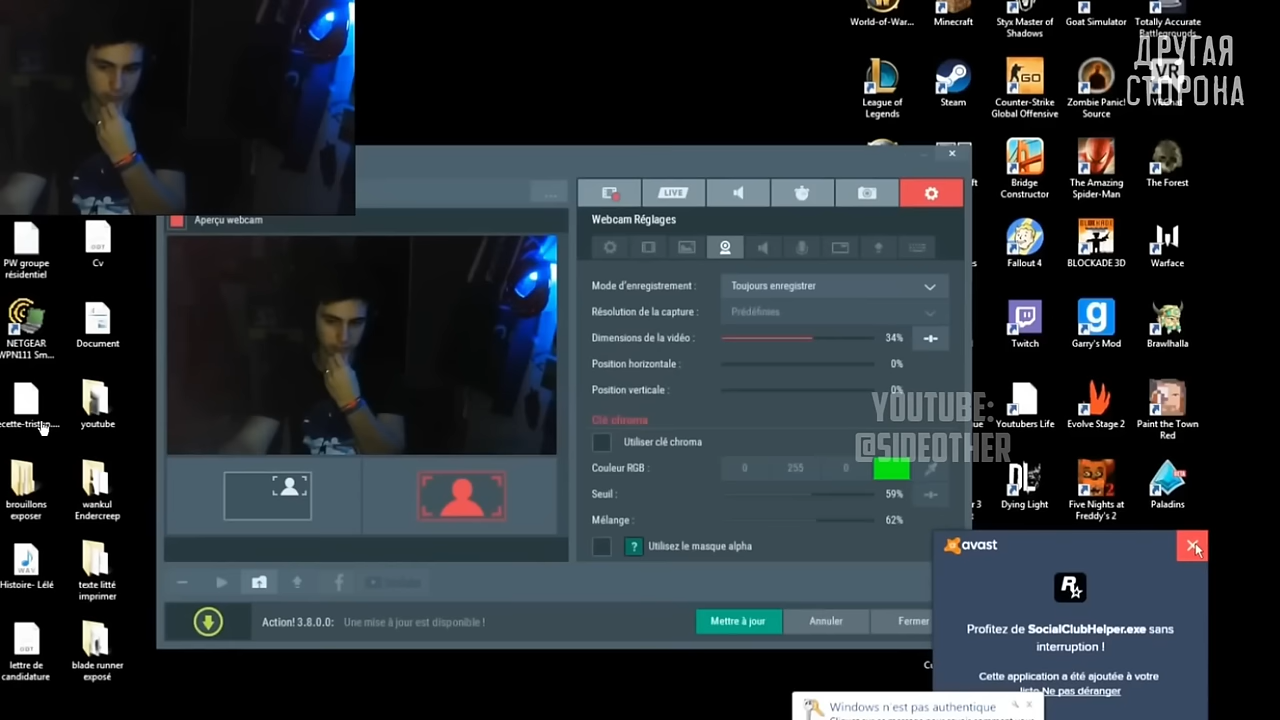 World-of-War...
Minecraft
Styx Master of
Shadows
Goat Simulator
Totally Accurate
Battlegrounds
ДРУГАЯ
СТОРОНА
League of
Legends
Steam
GO
Counter-Strike
Global Offensive
Zombie Panic!
Source
VR
Bridge
Constructor
The Amazing
Spider-Man
The Forest
Fallout 4
BLOCKADE 3D
Warface
Twitch
Garry's Mod
Brawlhalla
Youtubers Life
Evolve Stage 2
Paint the Town
Red
Dying Light
Five Nights at
Freddy's 2
Paladins
YOUTUBE:
@SIDEOTHER
PW groupe
résidentiel
Cv
NETGEAR
WPN111 Sm...
Document
youtube
brouillons
exposer
wankul
Endercreep
Histoire- Lélé
texte litté
imprimer
lettre de
candidature
blade runner
exposé
Aperçu webcam
LIVE
Webcam Réglages
Mode d'enregistrement :
Toujours enregistrer
Résolution de la capture :
Prédéfinies
Dimensions de la vidéo :
34%
Position horizontale :
0%
Position verticale :
0%
Clé chroma
Utiliser clé chroma
Couleur RGB :
0 255 0
Seuil :
59%
Mélange :
62%
? Utilisez le masque alpha
Action! 3.8.0.0: Une mise à jour est disponible !
Mettre à jour
Annuler
Fermer
avast
R
Profitez de SocialClubHelper.exe sans
interruption !
Cette application a été ajoutée à votre
liste Ne pas déranger
Windows n'est pas authentique